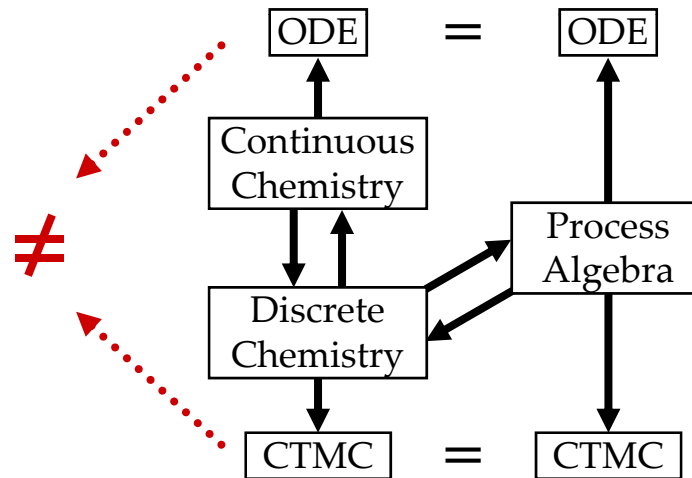 ODE = ODE
Continuous
Chemistry
≠
Process
Algebra
Discrete
Chemistry
CTMC = CTMC